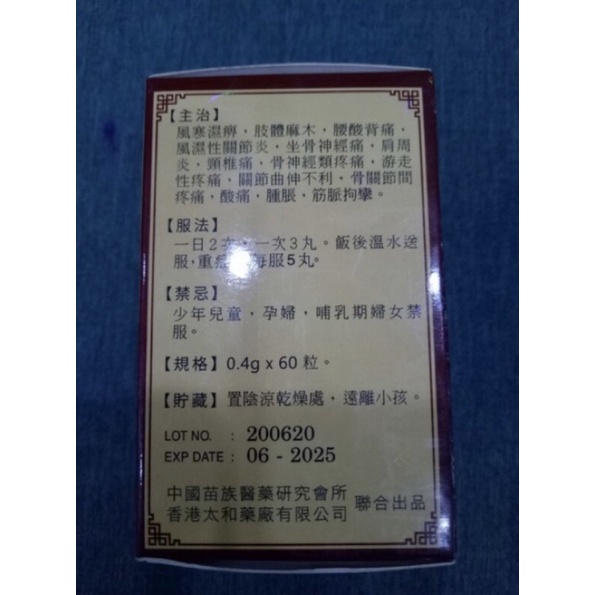 【主治】
風寒濕痹，肢體麻木，腰酸背痛，
風濕性關節炎，坐骨神經痛，肩周
炎，頸椎痛，骨神經類疼痛，游走
性疼痛，關節曲伸不利，骨關節間
疼痛，酸痛，腫脹，筋脈拘攣。
【服法】
一日2次，一次3丸。飯後溫水送
服，重症 服5丸。
【禁忌】
少年兒童，孕婦，哺乳期婦女禁
服。
【規格】0.4g x 60 粒。
【貯藏】置陰涼乾燥處，遠離小孩。
LOT NO. : 200620
EXP DATE : 06 - 2025
中國苗族醫藥研究會所
香港太和藥廠有限公司
聯合出品